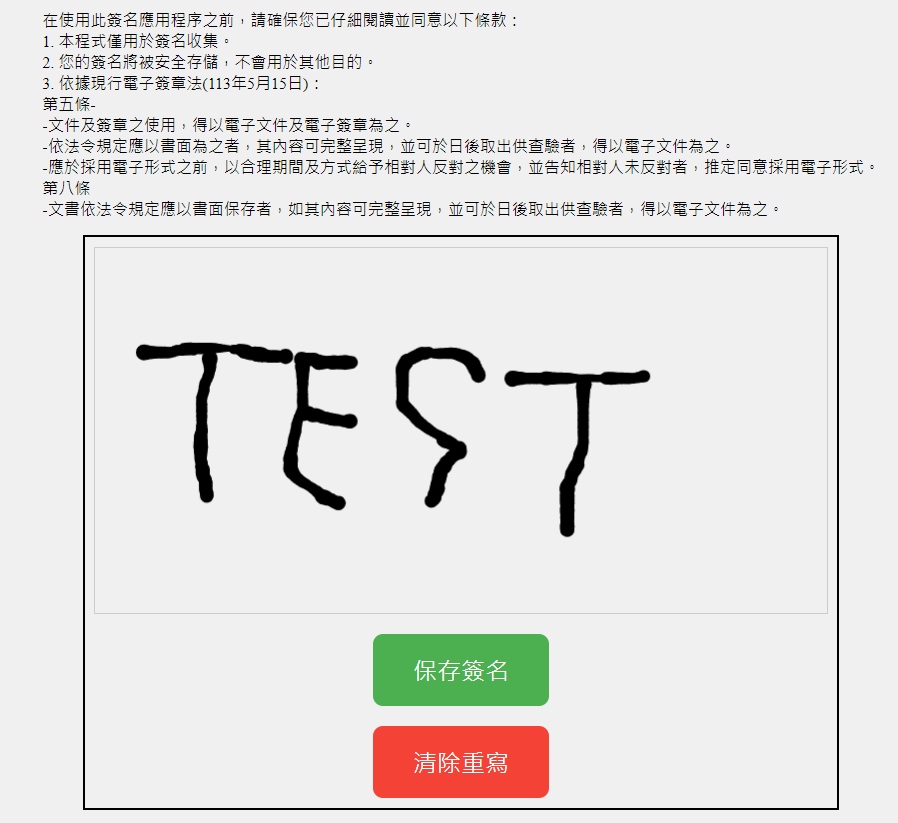 在使用此簽名應用程序之前，請確保您已仔細閱讀並同意以下條款：
1. 本程式僅用於簽名收集。
2. 您的簽名將被安全存儲，不會用於其他目的。
3. 依據現行電子簽章法(113年5月15日)：
第五條-
-文件及簽章之使用，得以電子文件及電子簽章為之。
-依法令規定應以書面為之者，其內容可完整呈現，並可於日後取出供查驗者，得以電子文件為之。
-應於採用電子形式之前，以合理期間及方式給予相對人反對之機會，並告知相對人未反對者，推定同意採用電子形式。
第八條
-文書依法令規定應以書面保存者，如其內容可完整呈現，並可於日後取出供查驗者，得以電子文件為之。
TEST
保存簽名
清除重寫